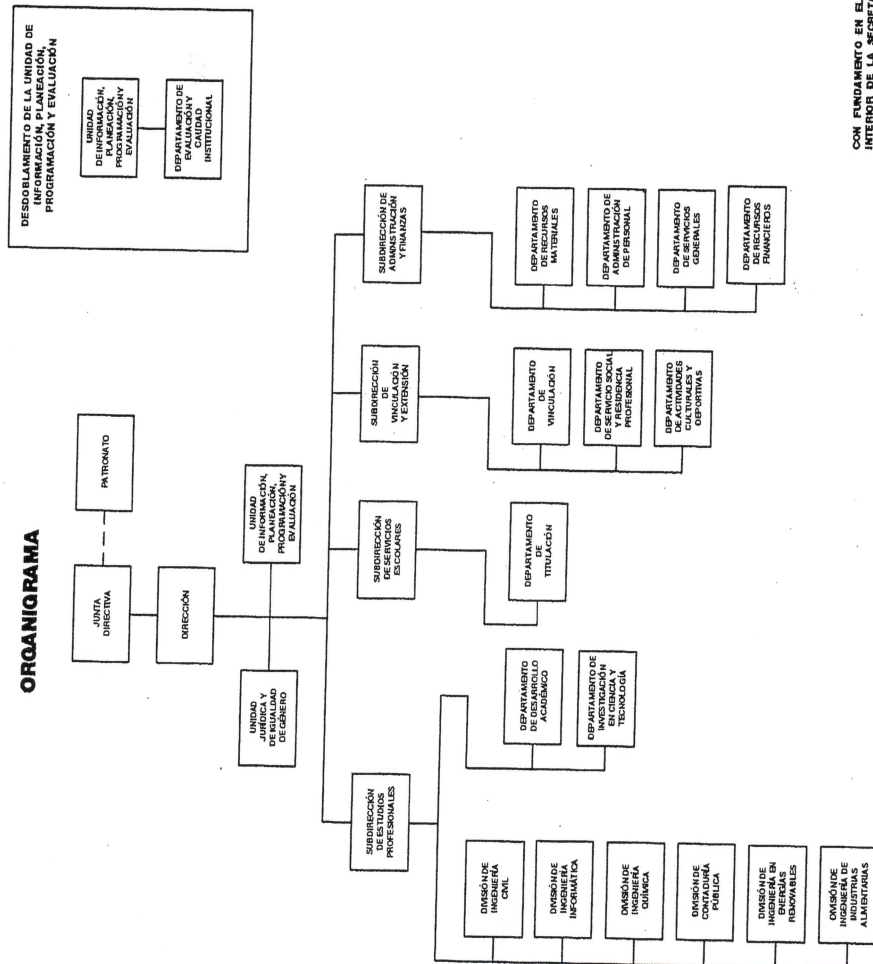 ORGANIGRAMA
DESDOBLAMIENTO DE LA UNIDAD DE
INFORMACIÓN, PLANEACIÓN,
PROGRAMACIÓN Y EVALUACIÓN
UNIDAD
DE INFORMACIÓN,
PLANEACIÓN,
PROGRAMACIÓN Y
EVALUACIÓN
DEPARTAMENTO DE
EVALUACIÓN Y
CALIDAD
INSTITUCIONAL
JUNTA
DIRECTIVA
PATRONATO
DIRECCIÓN
UNIDAD
JURÍDICA Y
DE IGUALDAD
DE GÉNERO
UNIDAD
DE INFORMACIÓN,
PLANEACIÓN,
PROGRAMACIÓN Y
EVALUACIÓN
SUBDIRECCIÓN
DE ESTUDIOS
PROFESIONALES
SUBDIRECCIÓN
DE SERVICIOS
ESCOLARES
SUBDIRECCIÓN
DE
VINCULACIÓN
Y EXTENSIÓN
SUBDIRECCIÓN DE
ADMINISTRACIÓN
Y FINANZAS
DIVISIÓN DE
INGENIERÍA
CIVIL
DIVISIÓN DE
INGENIERÍA
INFORMÁTICA
DIVISIÓN DE
INGENIERÍA
QUÍMICA
DIVISIÓN DE
CONTADURÍA
PÚBLICA
DIVISIÓN DE
INGENIERÍA EN
ENERGÍAS
RENOVABLES
DIVISIÓN DE
INGENIERÍA DE
INDUSTRIAS
ALIMENTARIAS
DEPARTAMENTO
DE DESARROLLO
ACADÉMICO
DEPARTAMENTO DE
INVESTIGACIÓN
EN CIENCIA Y
TECNOLOGÍA
DEPARTAMENTO
DE
TITULACIÓN
DEPARTAMENTO
DE
VINCULACIÓN
DEPARTAMENTO
DE SERVICIO SOCIAL
Y RESIDENCIA
PROFESIONAL
DEPARTAMENTO
DE ACTIVIDADES
CULTURALES Y
DEPORTIVAS
DEPARTAMENTO
DE RECURSOS
MATERIALES
DEPARTAMENTO DE
ADMINISTRACIÓN
DE PERSONAL
DEPARTAMENTO
DE SERVICIOS
GENERALES
DEPARTAMENTO
DE RECURSOS
FINANCIEROS
CON FUNDAMENTO EN EL
INTERIOR DE LA